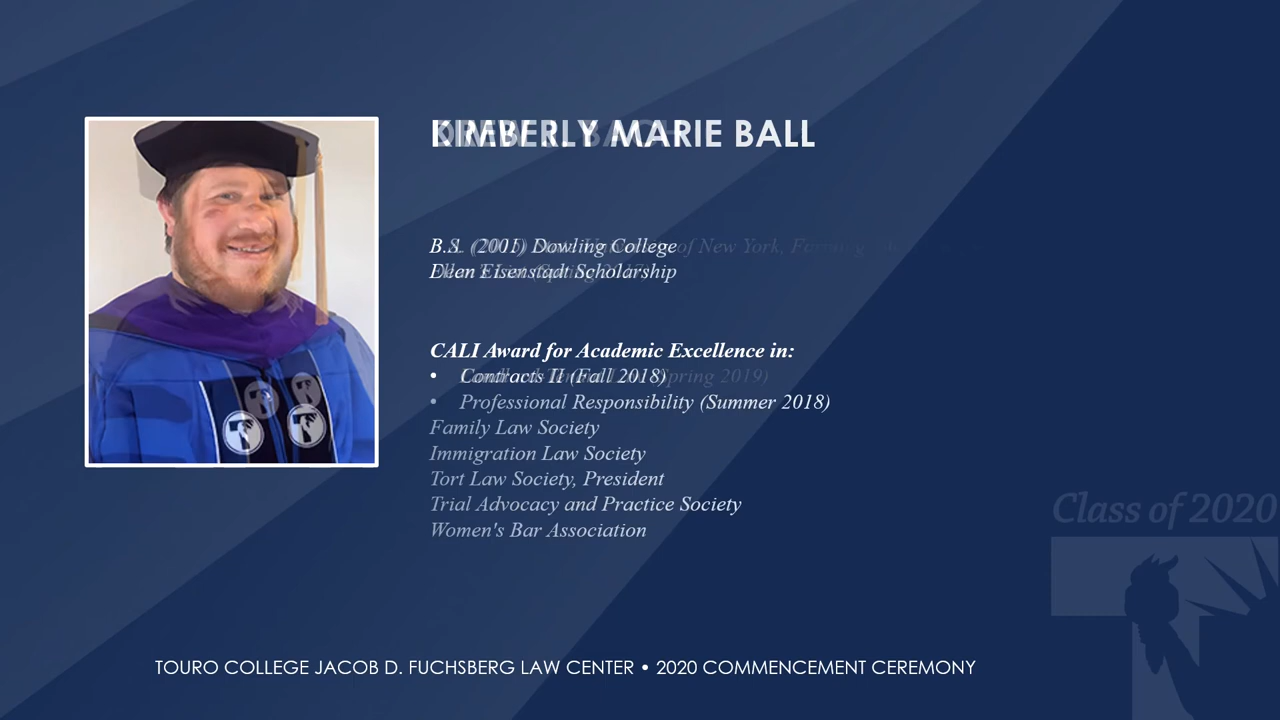 KIMBERLY MARIE BALL
Dowling College
Ellen Eisenstadt Scholarship
CALI Award for Academic Excellence in:
• Contracts II (Fall 2018)
• Professional Responsibility (Summer 2018)
Family Law Society
Immigration Law Society
Tort Law Society, President
Trial Advocacy and Practice Society
Women's Bar Association
Class of 2020
TOURO COLLEGE JACOB D. FUCHSBERG LAW CENTER • 2020 COMMENCEMENT CEREMONY